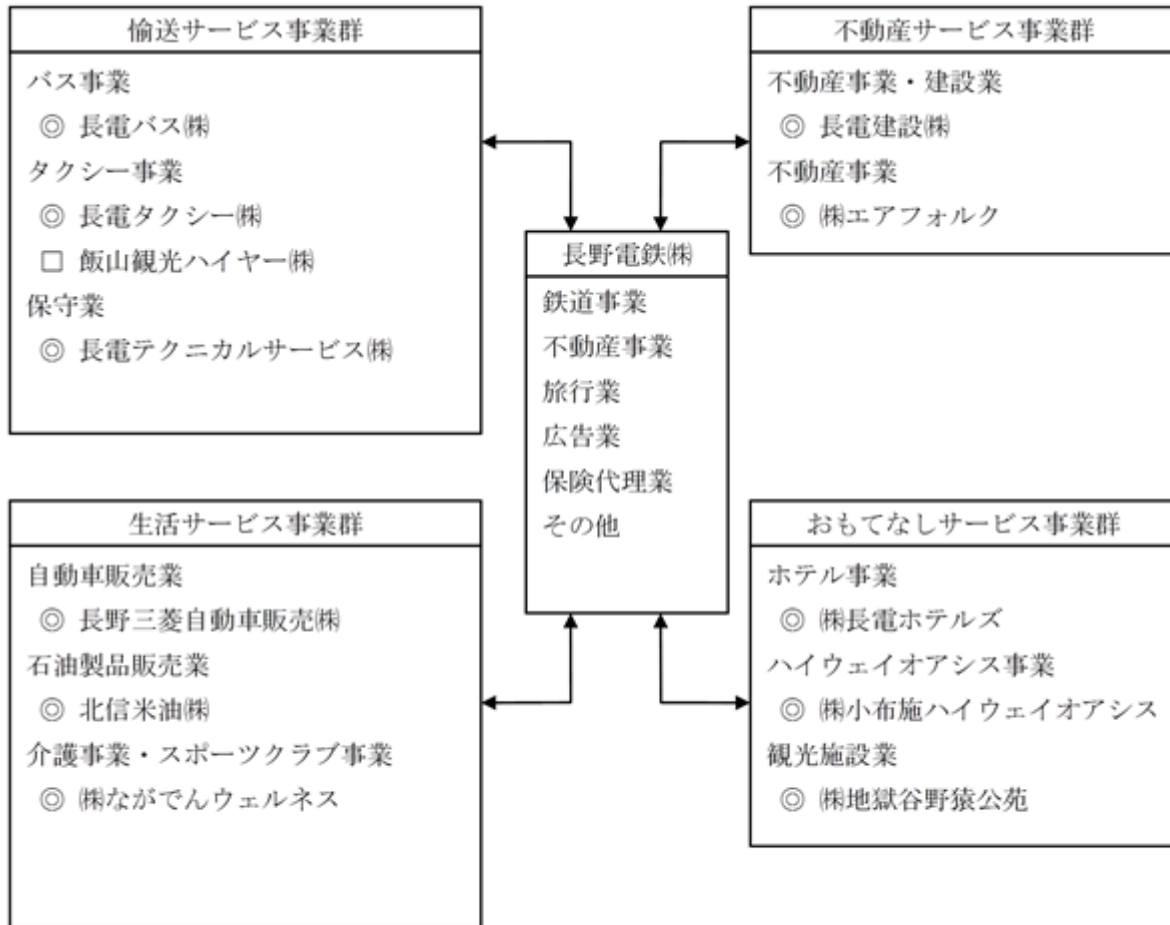 愉送サービス事業群
バス事業
◎ 長電バス㈱
タクシー事業
◎ 長電タクシー㈱
□ 飯山観光ハイヤー㈱
保守業
◎ 長電テクニカルサービス㈱
不動産サービス事業群
不動産事業・建設業
◎ 長電建設㈱
不動産事業
◎ ㈱エアフォルク
長野電鉄㈱
鉄道事業
不動産事業
旅行業
広告業
保険代理業
その他
生活サービス事業群
自動車販売業
◎ 長野三菱自動車販売㈱
石油製品販売業
◎ 北信米油㈱
介護事業・スポーツクラブ事業
◎ ㈱ながでんウェルネス
おもてなしサービス事業群
ホテル事業
◎ ㈱長電ホテルズ
ハイウェイオアシス事業
◎ ㈱小布施ハイウェイオアシス
観光施設業
◎ ㈱地獄谷野猿公苑